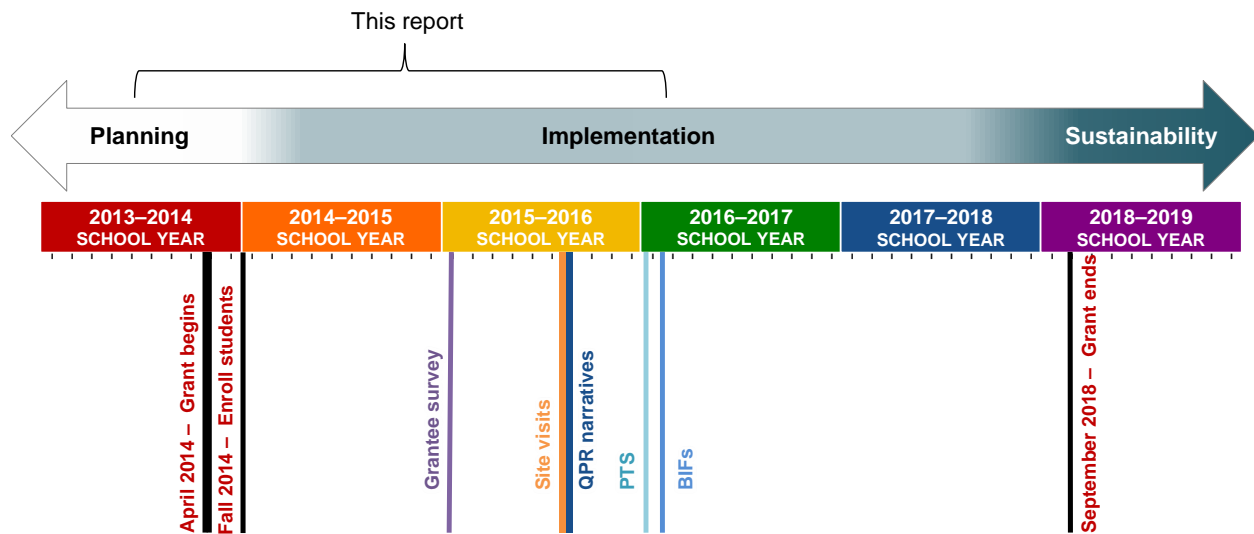 This report
Planning
Implementation
Sustainability
2013–2014
SCHOOL YEAR
2014–2015
SCHOOL YEAR
2015–2016
SCHOOL YEAR
2016–2017
SCHOOL YEAR
2017–2018
SCHOOL YEAR
2018–2019
SCHOOL YEAR
April 2014 – Grant begins
Fall 2014 – Enroll students
Grantee survey
Site visits
QPR narratives
PTS
BIFs
September 2018 – Grant ends